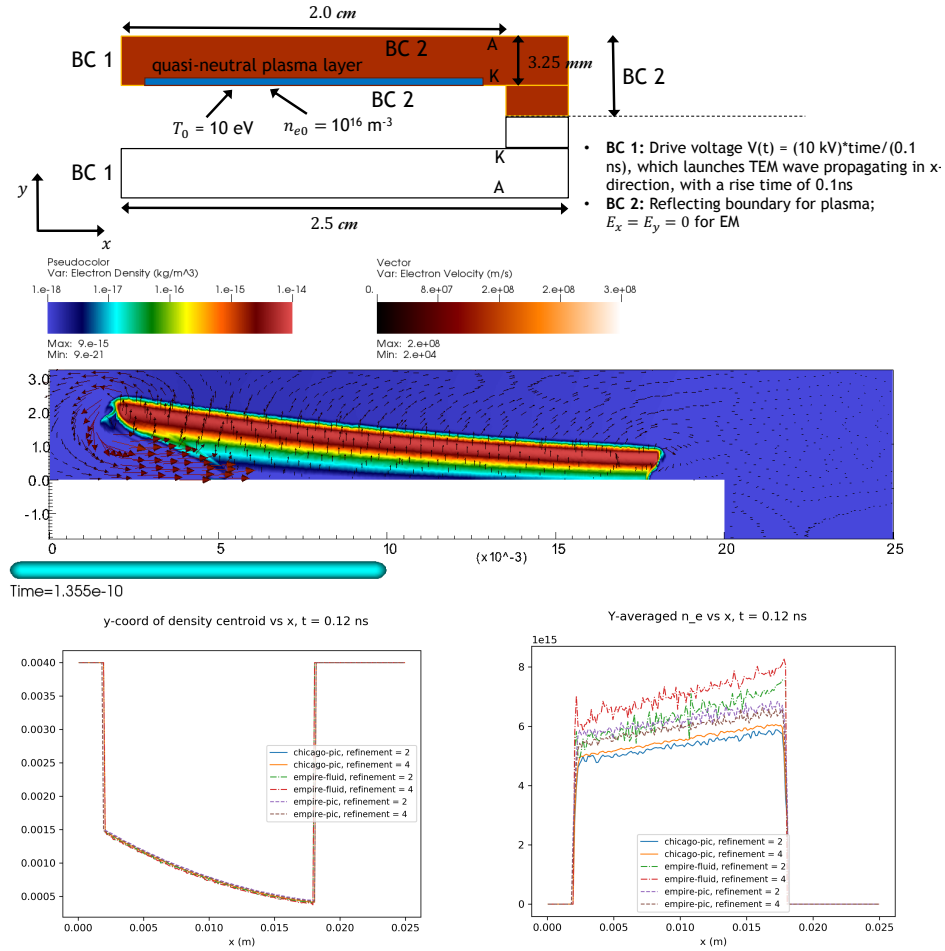 2.0 cm
BC 1
BC 2
A
quasi-neutral plasma layer
K
3.25 mm
BC 2
BC 2
T₀ = 10 eV
nₑ₀ = 10¹⁶ m⁻³
BC 1
K
A
2.5 cm
y
x
• BC 1: Drive voltage V(t) = (10 kV)*time/(0.1
ns), which launches TEM wave propagating in x-
direction, with a rise time of 0.1ns
• BC 2: Reflecting boundary for plasma;
Eₓ = Eᵧ = 0 for EM
Pseudocolor
Var: Electron Density (kg/m^3)
1.e-18 1.e-17 1.e-16 1.e-15 1.e-14
Max: 9.e-15
Min: 9.e-21
Vector
Var: Electron Velocity (m/s)
0. 8.e+07 2.e+08 2.e+08 3.e+08
Max: 2.e+08
Min: 2.e+04
3.0
2.0
1.0
0.0
-1.0
0 5 10 15 20 25
(x10^-3)
Time=1.355e-10
y-coord of density centroid vs x, t = 0.12 ns
0.0040
0.0035
0.0030
0.0025
0.0020
0.0015
0.0010
0.0005
chicago-pic, refinement = 2
chicago-pic, refinement = 4
empire-fluid, refinement = 2
empire-fluid, refinement = 4
empire-pic, refinement = 2
empire-pic, refinement = 4
0.000 0.005 0.010 0.015 0.020 0.025
x (m)
Y-averaged n_e vs x, t = 0.12 ns
1e15
8
6
4
2
0
chicago-pic, refinement = 2
chicago-pic, refinement = 4
empire-fluid, refinement = 2
empire-fluid, refinement = 4
empire-pic, refinement = 2
empire-pic, refinement = 4
0.000 0.005 0.010 0.015 0.020 0.025
x (m)